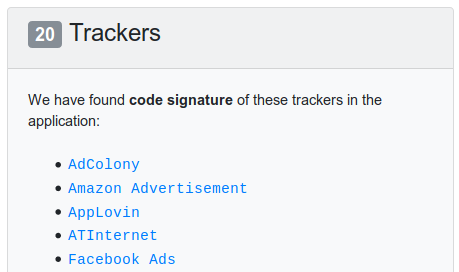 20 Trackers
We have found code signature of these trackers in the
application:
• AdColony
• Amazon Advertisement
• AppLovin
• ATInternet
• Facebook Ads